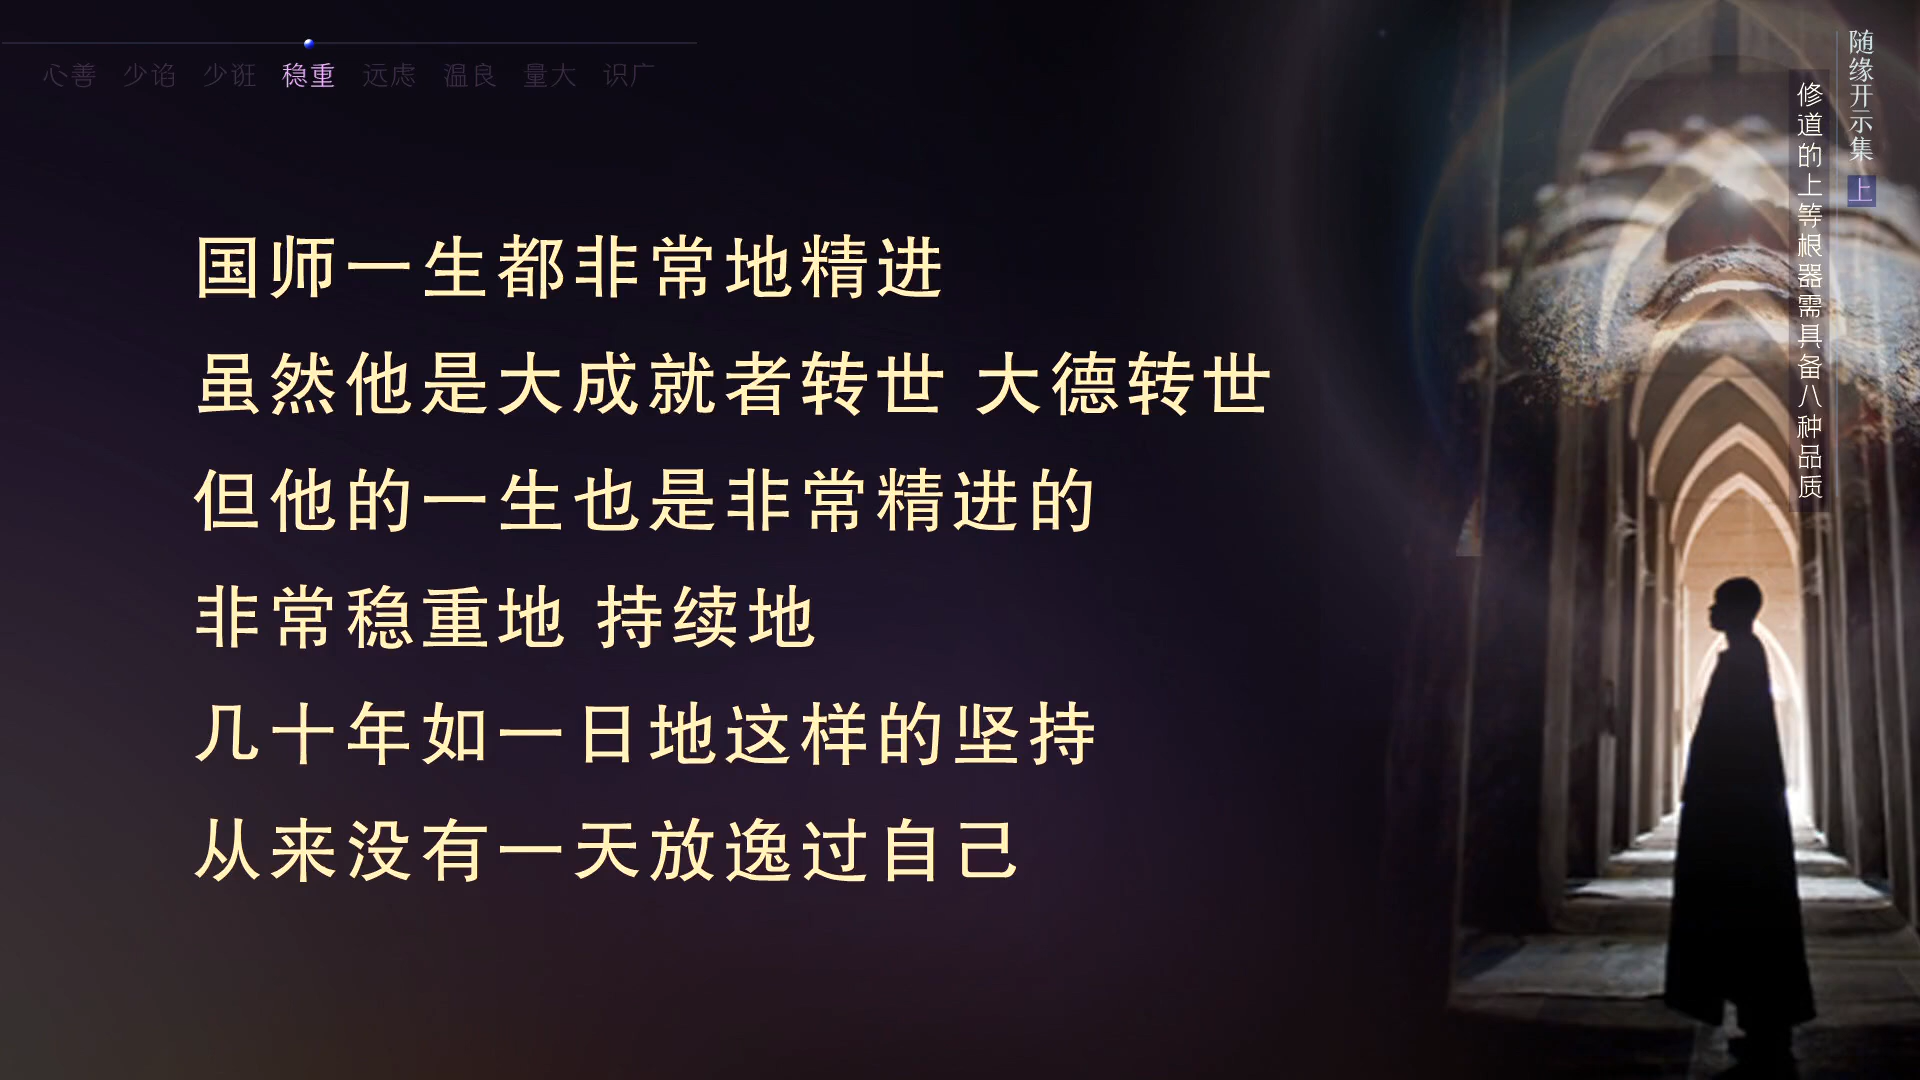 心善 少谄 少诳 稳重 远虑 温良 量大 识广
随缘开示集 上
修道的上等根器需具备八种品质
国师一生都非常地精进
虽然他是大成就者转世 大德转世
但他的一生也是非常精进的
非常稳重地 持续地
几十年如一日地这样的坚持
从来没有一天放逸过自己